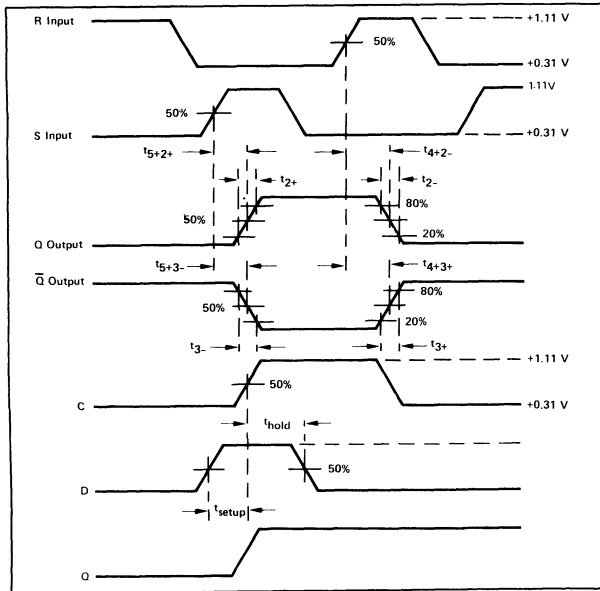 R Input
+1.11 V
50%
+0.31 V
1.11V
50%
S Input
+0.31 V
t5+2+
t4+2-
t2+
t2-
80%
50%
20%
Q Output
t5+3-
t4+3+
Q Output
80%
50%
20%
t3-
t3+
+1.11 V
50%
C
+0.31 V
thold
50%
D
tsetup
Q